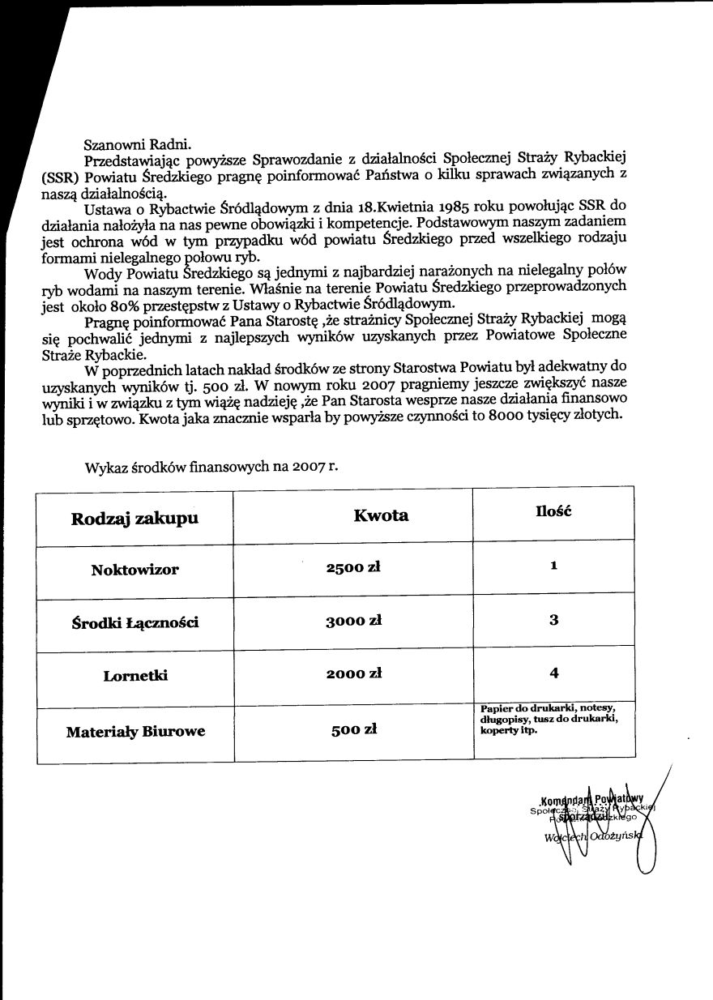 Szanowni Radni.
Przedstawiając powyższe Sprawozdanie z działalności Społecznej Straży Rybackiej
(SSR) Powiatu Średzkiego pragnę poinformować Państwa o kilku sprawach związanych z
naszą działalnością.
Ustawa o Rybactwie Śródlądowym z dnia 18.Kwietnia 1985 roku powołując SSR do
działania nałożyła na nas pewne obowiązki i kompetencje. Podstawowym naszym zadaniem
jest ochrona wód w tym przypadku wód powiatu Średzkiego przed wszelkiego rodzaju
formami nielegalnego połowu ryb.
Wody Powiatu Średzkiego są jednymi z najbardziej narażonych na nielegalny połów
ryb wodami na naszym terenie. Właśnie na terenie Powiatu Średzkiego przeprowadzonych
jest około 80% przestępstw z Ustawy o Rybactwie Śródlądowym.
Pragnę poinformować Pana Starostę ,że strażnicy Społecznej Straży Rybackiej mogą
się pochwalić jednymi z najlepszych wyników uzyskanych przez Powiatowe Społeczne
Straże Rybackie.
W poprzednich latach nakład środków ze strony Starostwa Powiatu był adekwatny do
uzyskanych wyników tj. 500 zł. W nowym roku 2007 pragniemy jeszcze zwiększyć nasze
wyniki i w związku z tym wiążę nadzieję ,że Pan Starosta wesprze nasze działania finansowo
lub sprzętowo. Kwota jaka znacznie wsparła by powyższe czynności to 8000 tysięcy złotych.
Wykaz środków finansowych na 2007 r.
Rodzaj zakupu Kwota Ilość
Noktowizor 2500 zł 1
Środki Łączności 3000 zł 3
Lornetki 2000 zł 4
Materiały Biurowe 500 zł Papier do drukarki, notesy,
długopisy, tusz do drukarki,
koperty itp.
Komendant Powiatowy
Społecznej Straży Rybackiej
sporządził
Wojciech Odożyński